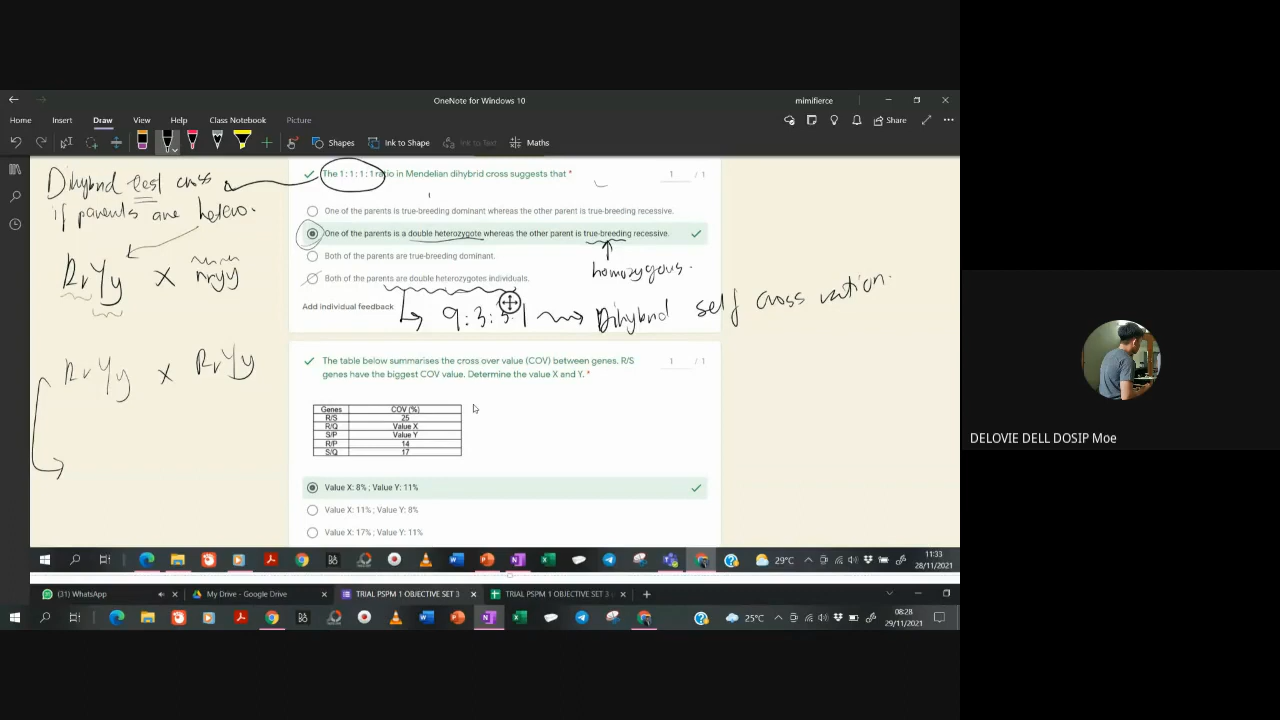 OneNote for Windows 10
mimifierce
Home Insert Draw View Help Class Notebook Picture
Share
Shapes Ink to Shape Ink to Text Maths
Dihybrid test cross
if parents are hetero.
RrYy x rryy
RrYy x RrYy
The 1 : 1 : 1 : 1 ratio in Mendelian dihybrid cross suggests that *
1 / 1
One of the parents is true-breeding dominant whereas the other parent is true-breeding recessive.
One of the parents is a double heterozygote whereas the other parent is true-breeding recessive.
Both of the parents are true-breeding dominant.
Both of the parents are double heterozygotes individuals.
homozygous.
Add individual feedback
9:3:3:1 Dihybrid self cross ration.
The table below summarises the cross over value (COV) between genes. R/S
genes have the biggest COV value. Determine the value X and Y. *
1 / 1
Genes COV (%)
R/S 25
R/Q Value X
S/P Value Y
R/P 14
S/Q 17
Value X: 8% ; Value Y: 11%
Value X: 11% ; Value Y: 8%
Value X: 17% ; Value Y: 11%
29°C
11:33
28/11/2021
(31) WhatsApp
My Drive - Google Drive
TRIAL PSPM 1 OBJECTIVE SET 3
TRIAL PSPM 1 OBJECTIVE SET 3
25°C
08:28
29/11/2021
DELOVIE DELL DOSIP Moe